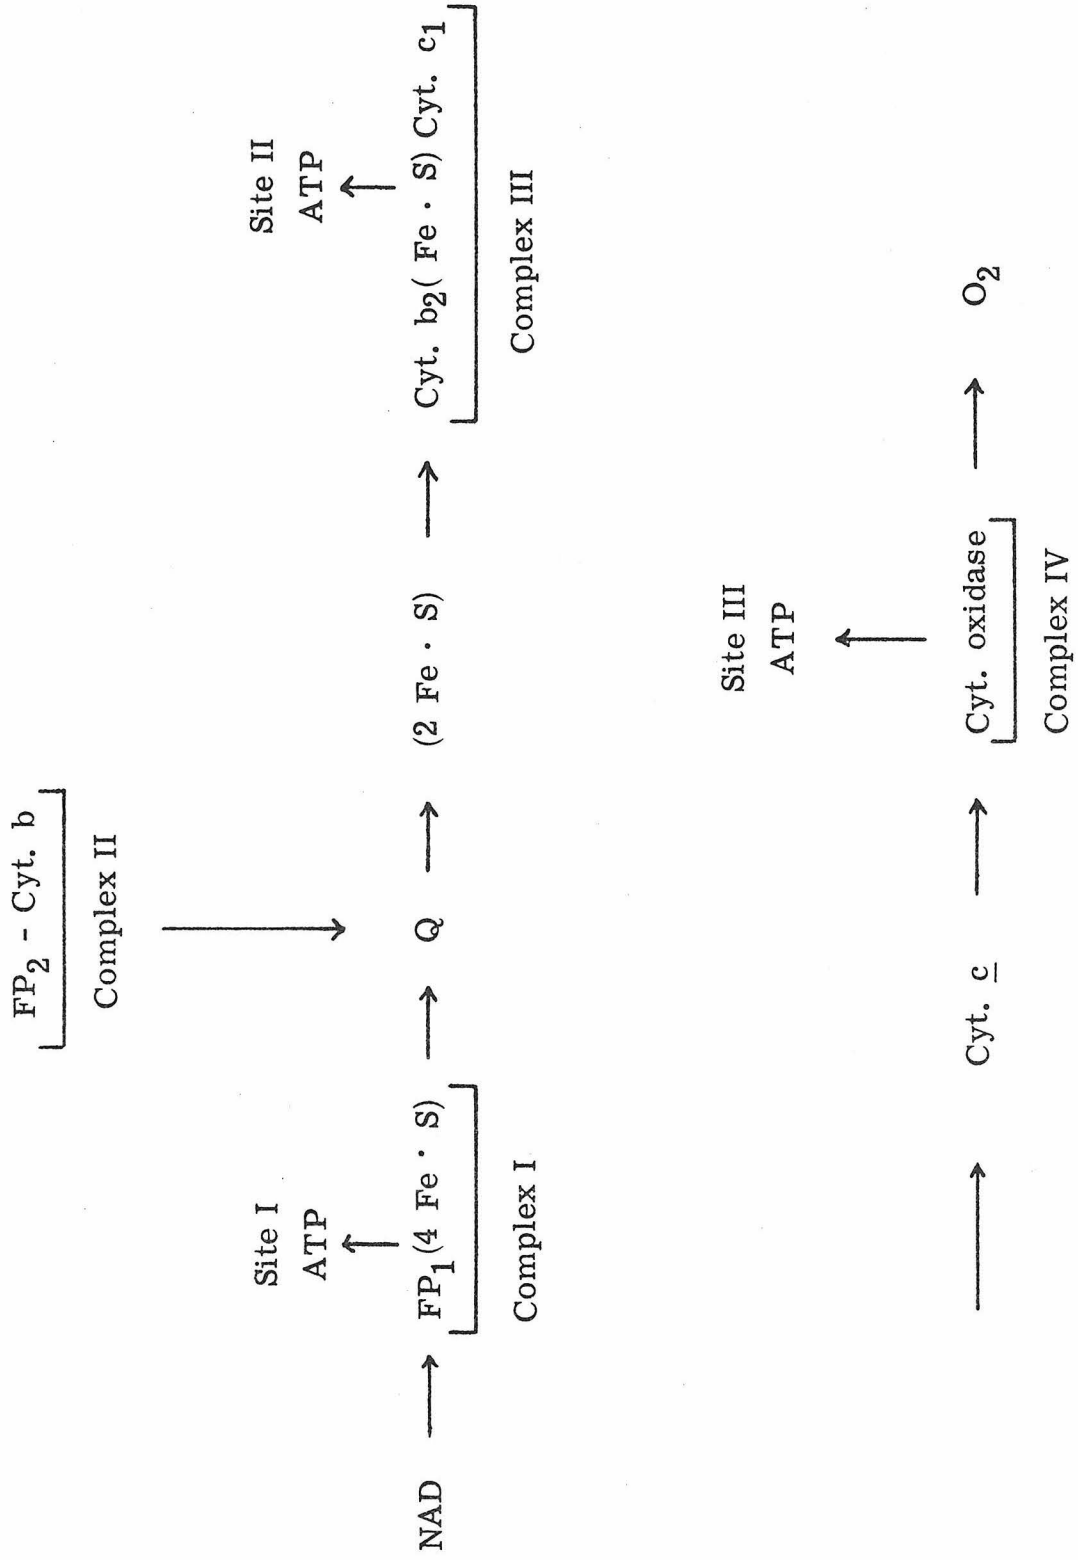 FP₂ - Cyt. b
Complex II
Site I
ATP
Site II
ATP
NAD → FP₁(4 Fe · S) → Q → (2 Fe · S) → Cyt. b₂( Fe · S) Cyt. c₁
Complex I
Complex III
Site III
ATP
→ Cyt. c → Cyt. oxidase → O₂
Complex IV